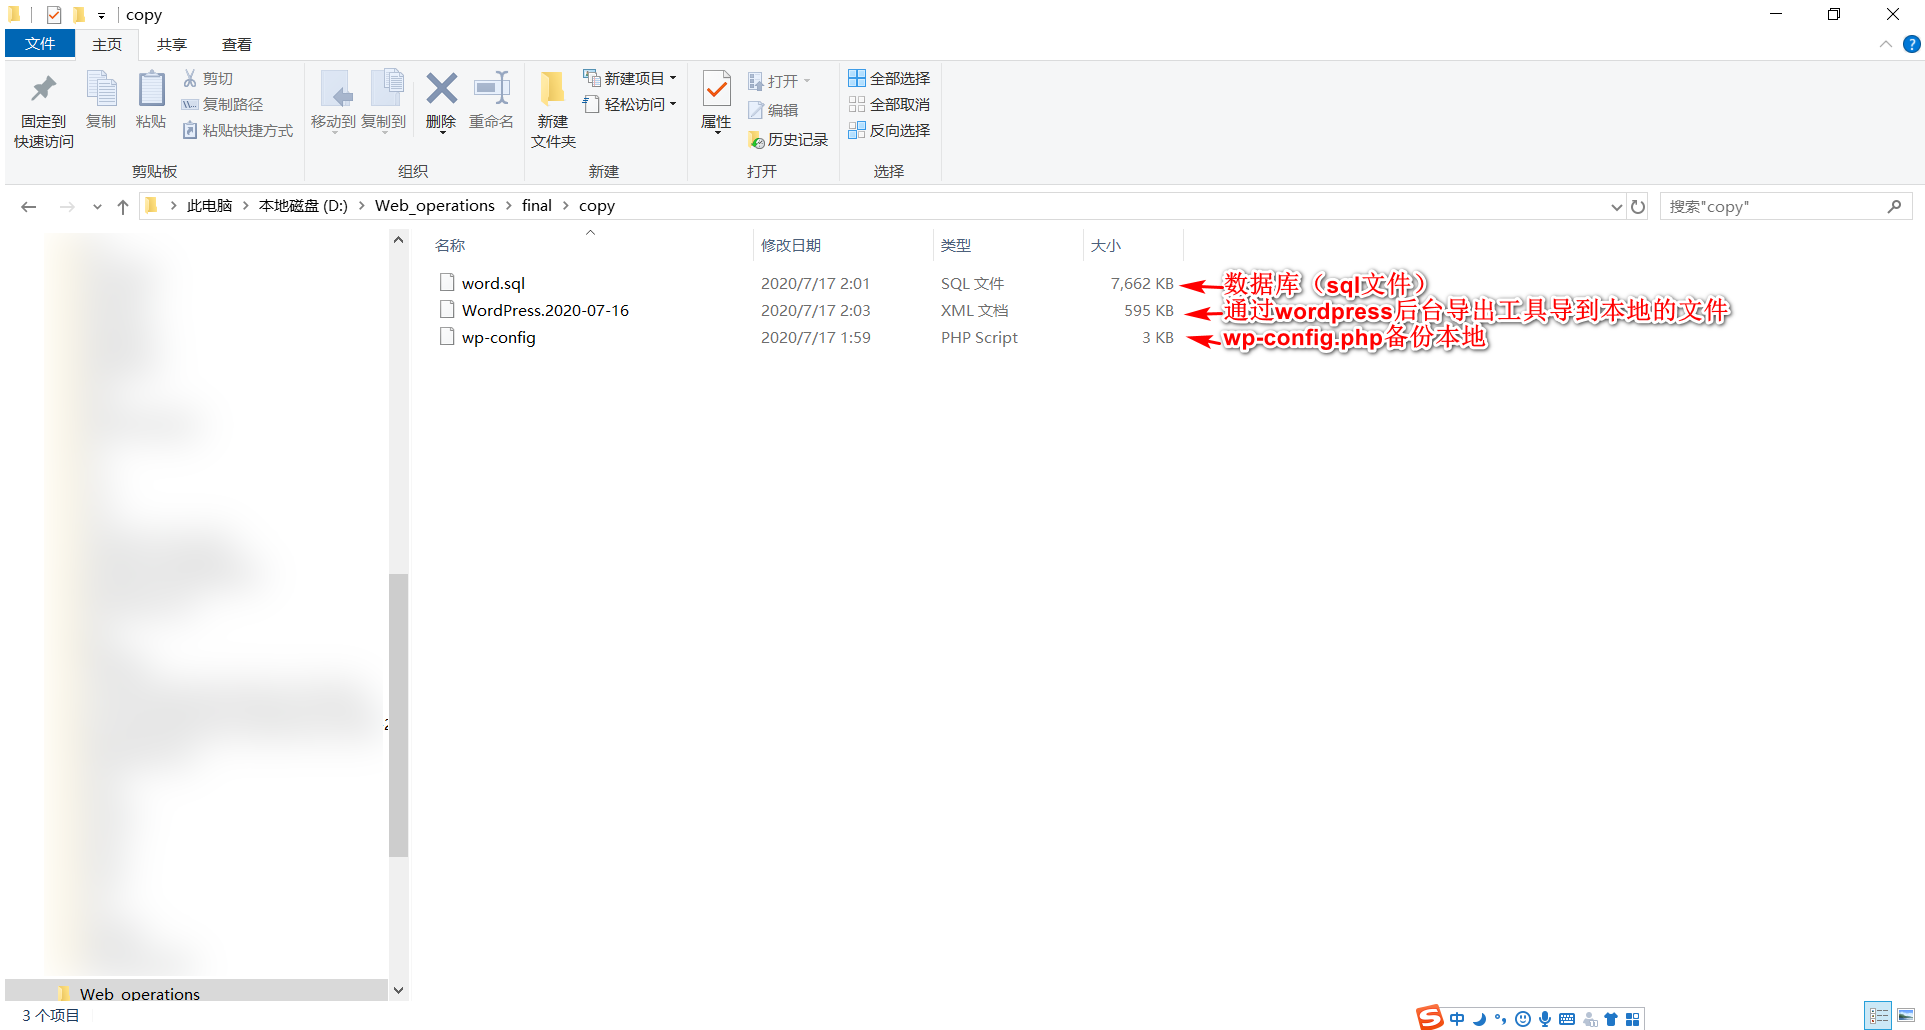 copy
文件 主页 共享 查看
固定到
快速访问
复制
粘贴
剪切
复制路径
粘贴快捷方式
剪贴板
移动到
复制到
删除
重命名
组织
新建
文件夹
新建项目
轻松访问
新建
属性
打开
编辑
历史记录
打开
全部选择
全部取消
反向选择
选择
此电脑 > 本地磁盘 (D:) > Web_operations > final > copy
搜索"copy"
名称 修改日期 类型 大小
word.sql 2020/7/17 2:01 SQL 文件 7,662 KB 数据库（sql文件）
WordPress.2020-07-16 2020/7/17 2:03 XML 文档 595 KB 通过wordpress后台导出工具导到本地的文件
wp-config 2020/7/17 1:59 PHP Script 3 KB wp-config.php备份本地
Web_operations
3 个项目
中